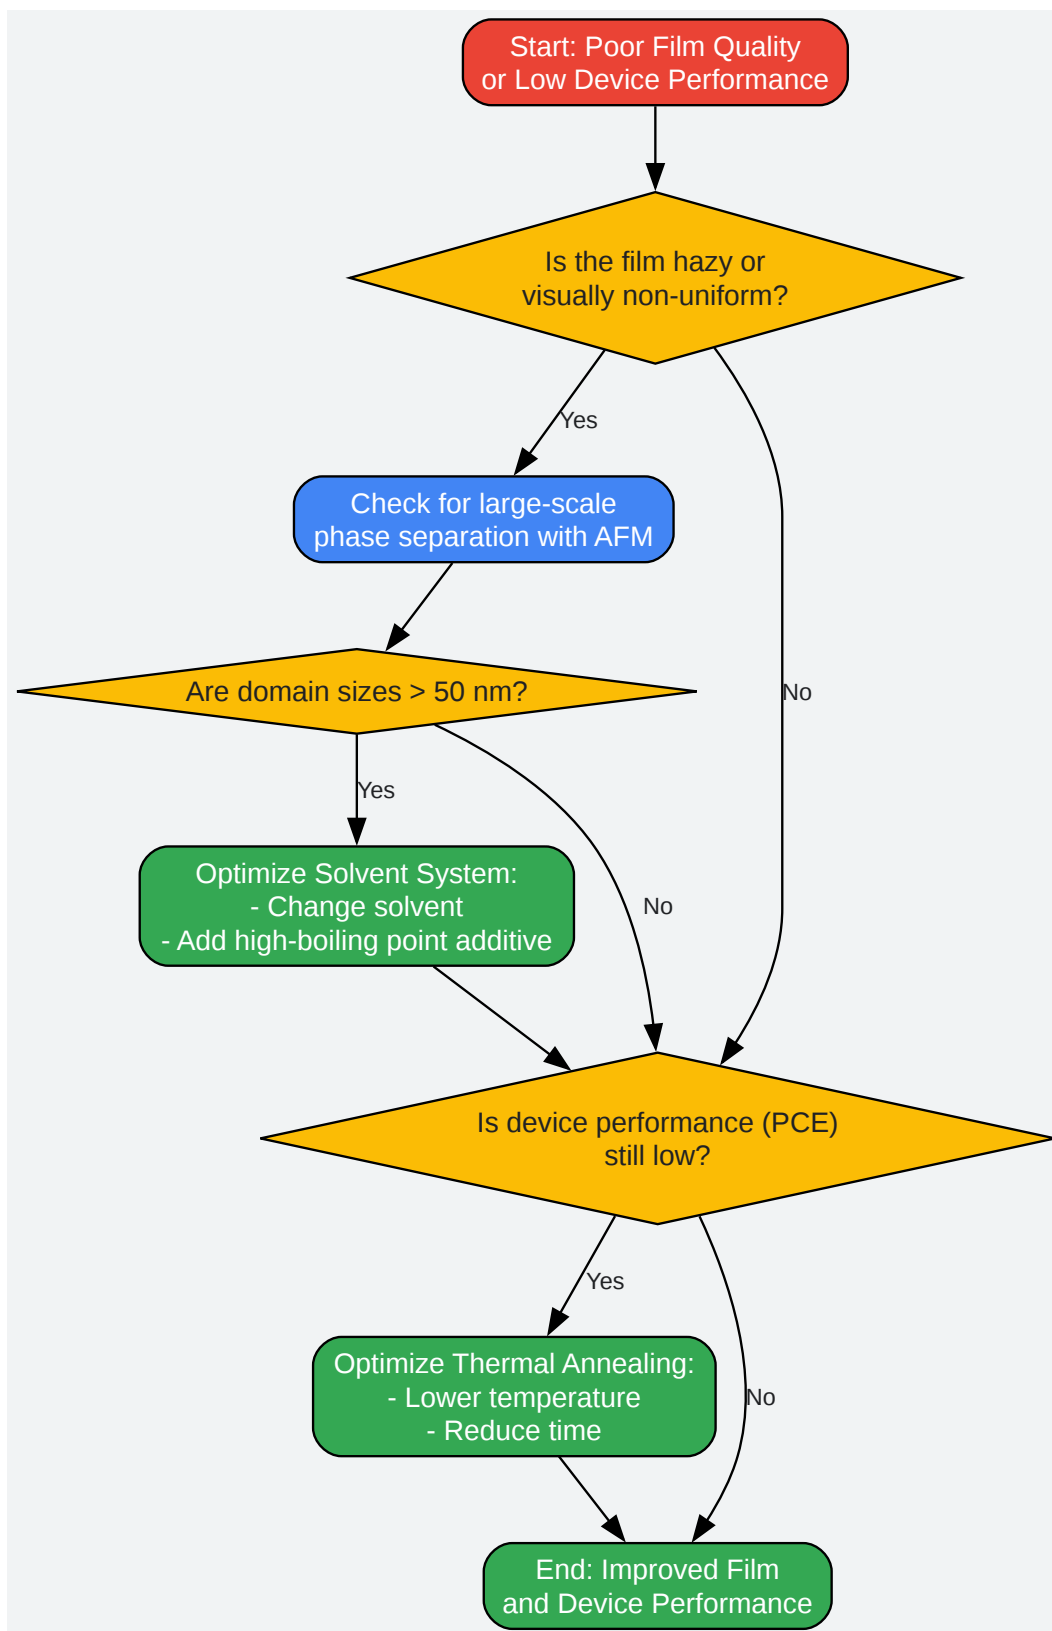 Start: Poor Film Quality
or Low Device Performance
Is the film hazy or
visually non-uniform?
Yes
Check for large-scale
phase separation with AFM
No
Are domain sizes > 50 nm?
Yes
Optimize Solvent System:
- Change solvent
- Add high-boiling point additive
No
Is device performance (PCE)
still low?
Yes
Optimize Thermal Annealing:
- Lower temperature
- Reduce time
No
End: Improved Film
and Device Performance